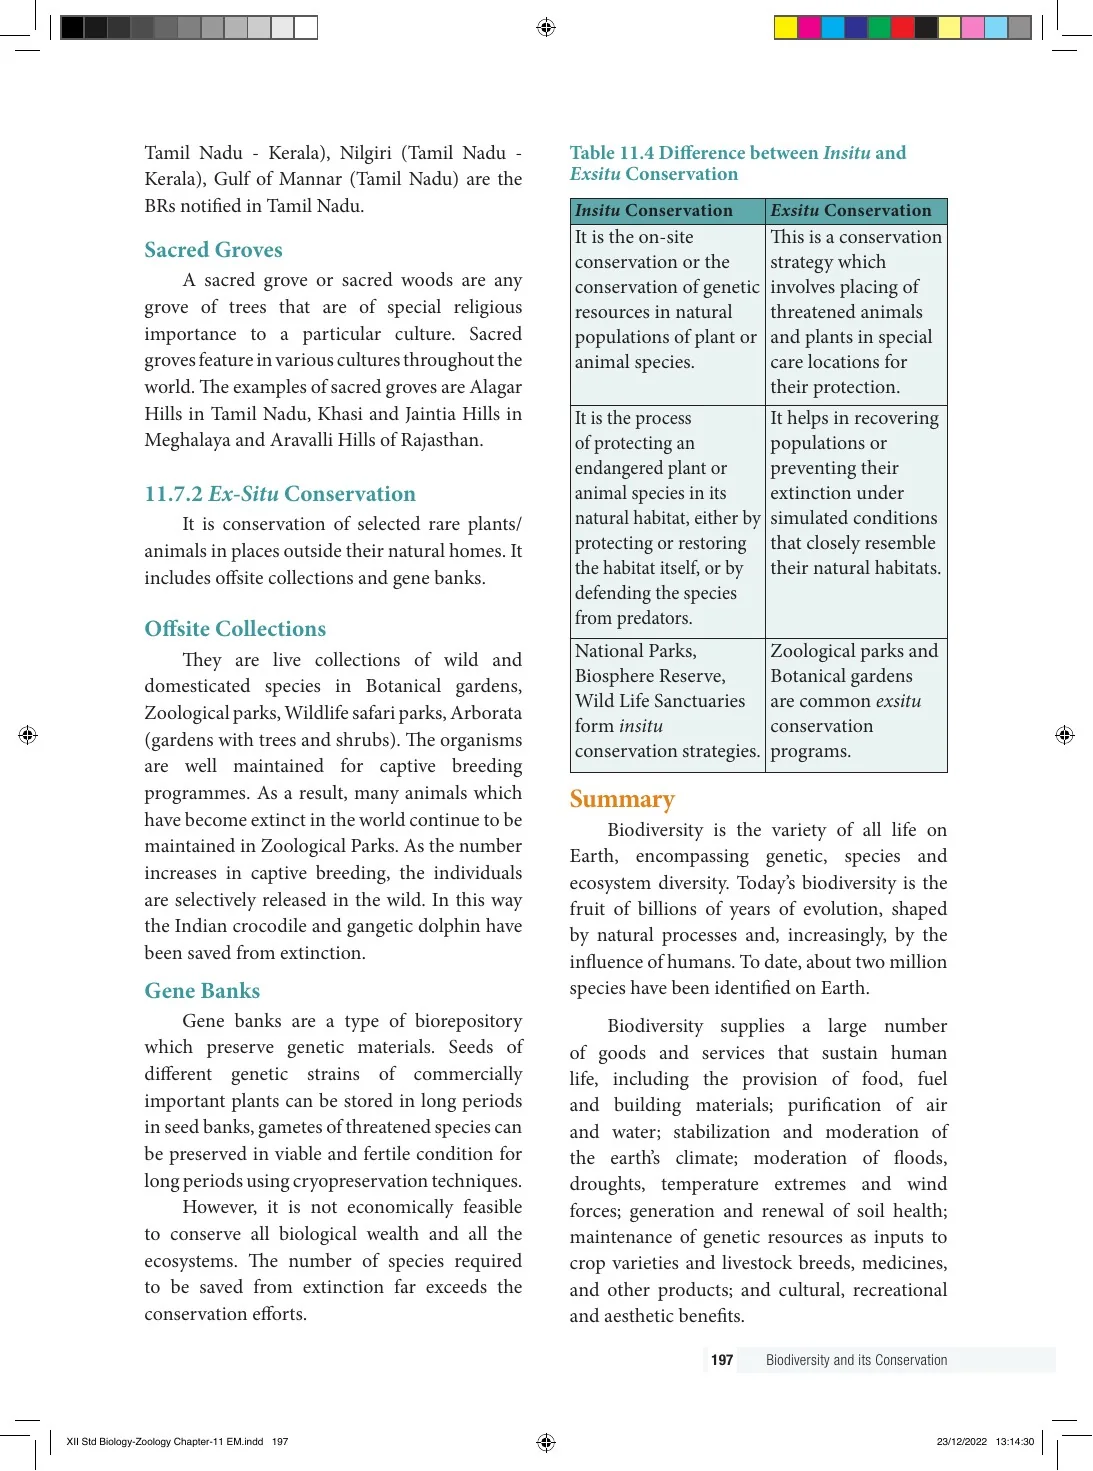 Tamil Nadu - Kerala), Nilgiri (Tamil Nadu -
Kerala), Gulf of Mannar (Tamil Nadu) are the
BRs notified in Tamil Nadu.
Sacred Groves
A sacred grove or sacred woods are any
grove of trees that are of special religious
importance to a particular culture. Sacred
groves feature in various cultures throughout the
world. The examples of sacred groves are Alagar
Hills in Tamil Nadu, Khasi and Jaintia Hills in
Meghalaya and Aravalli Hills of Rajasthan.
11.7.2 Ex-Situ Conservation
It is conservation of selected rare plants/
animals in places outside their natural homes. It
includes offsite collections and gene banks.
Offsite Collections
They are live collections of wild and
domesticated species in Botanical gardens,
Zoological parks, Wildlife safari parks, Arborata
(gardens with trees and shrubs). The organisms
are well maintained for captive breeding
programmes. As a result, many animals which
have become extinct in the world continue to be
maintained in Zoological Parks. As the number
increases in captive breeding, the individuals
are selectively released in the wild. In this way
the Indian crocodile and gangetic dolphin have
been saved from extinction.
Gene Banks
Gene banks are a type of biorepository
which preserve genetic materials. Seeds of
different genetic strains of commercially
important plants can be stored in long periods
in seed banks, gametes of threatened species can
be preserved in viable and fertile condition for
long periods using cryopreservation techniques.
However, it is not economically feasible
to conserve all biological wealth and all the
ecosystems. The number of species required
to be saved from extinction far exceeds the
conservation efforts.
Table 11.4 Difference between Insitu and
Exsitu Conservation
Insitu Conservation
It is the on-site
conservation or the
conservation of genetic
resources in natural
populations of plant or
animal species.
Exsitu Conservation
This is a conservation
strategy which
involves placing of
threatened animals
and plants in special
care locations for
their protection.
It is the process
of protecting an
endangered plant or
animal species in its
natural habitat, either by
protecting or restoring
the habitat itself, or by
defending the species
from predators.
It helps in recovering
populations or
preventing their
extinction under
simulated conditions
that closely resemble
their natural habitats.
National Parks,
Biosphere Reserve,
Wild Life Sanctuaries
form insitu
conservation strategies.
Zoological parks and
Botanical gardens
are common exsitu
conservation
programs.
Summary
Biodiversity is the variety of all life on
Earth, encompassing genetic, species and
ecosystem diversity. Today's biodiversity is the
fruit of billions of years of evolution, shaped
by natural processes and, increasingly, by the
influence of humans. To date, about two million
species have been identified on Earth.
Biodiversity supplies a large number
of goods and services that sustain human
life, including the provision of food, fuel
and building materials; purification of air
and water; stabilization and moderation of
the earth's climate; moderation of floods,
droughts, temperature extremes and wind
forces; generation and renewal of soil health;
maintenance of genetic resources as inputs to
crop varieties and livestock breeds, medicines,
and other products; and cultural, recreational
and aesthetic benefits.
197 Biodiversity and its Conservation
XII Std Biology-Zoology Chapter-11 EM.indd 197
23/12/2022 13:14:30